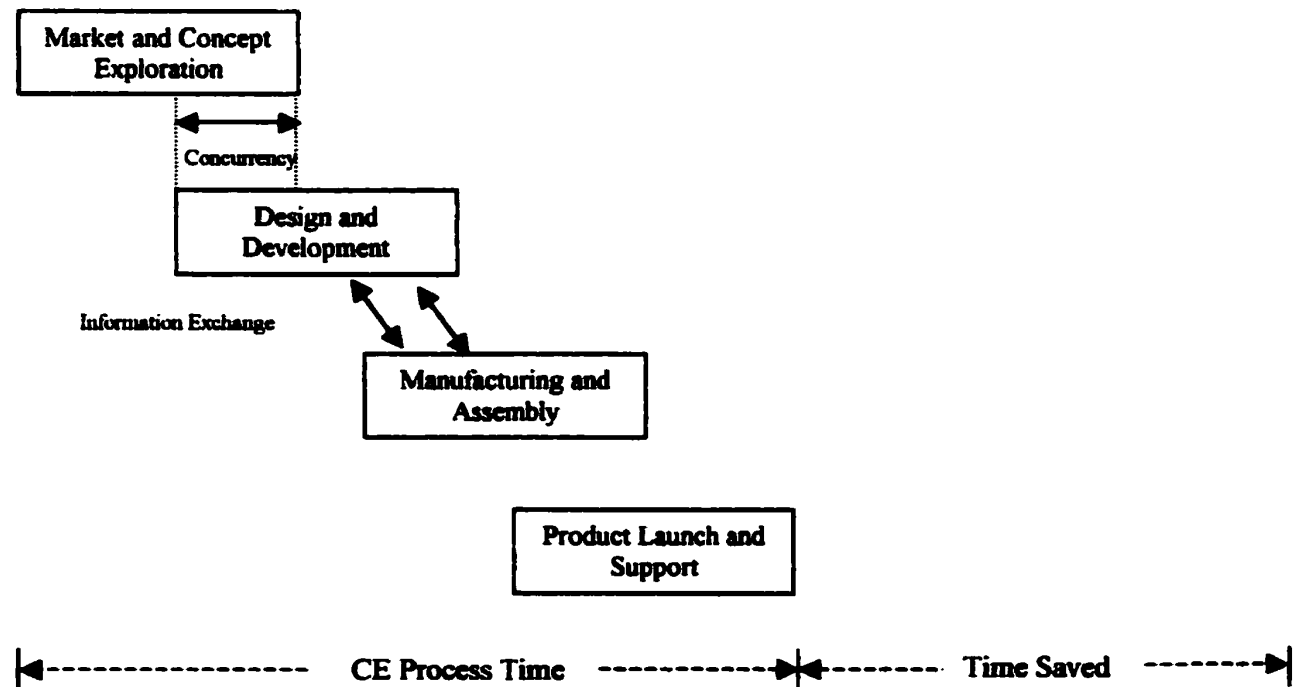 Market and Concept
Exploration
Concurrency
Design and
Development
Information Exchange
Manufacturing and
Assembly
Product Launch and
Support
CE Process Time
Time Saved